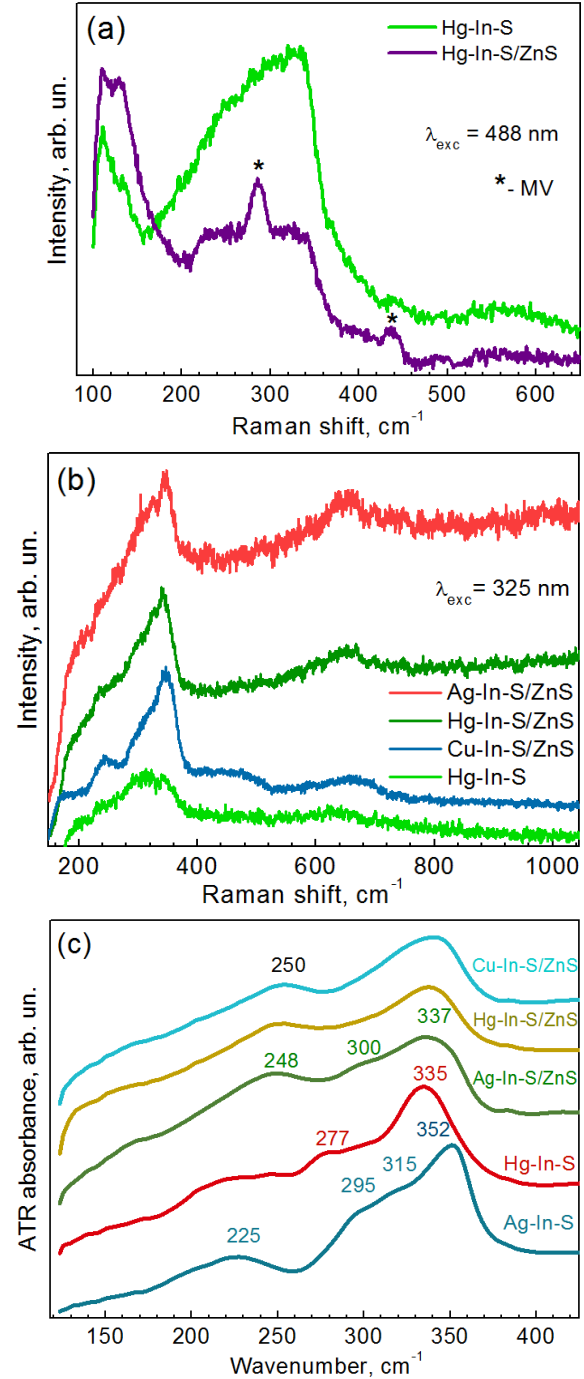 (a)
Hg-In-S
Hg-In-S/ZnS
λexc = 488 nm
*
*- MV
*
Intensity, arb. un.
100 200 300 400 500 600
Raman shift, cm-1
(b)
λexc= 325 nm
Intensity, arb. un.
Ag-In-S/ZnS
Hg-In-S/ZnS
Cu-In-S/ZnS
Hg-In-S
200 400 600 800 1000
Raman shift, cm-1
(c)
Cu-In-S/ZnS
250
Hg-In-S/ZnS
337
300
248
Ag-In-S/ZnS
335
277
352
Hg-In-S
315
295
225
Ag-In-S
ATR absorbance, arb. un.
150 200 250 300 350 400
Wavenumber, cm-1